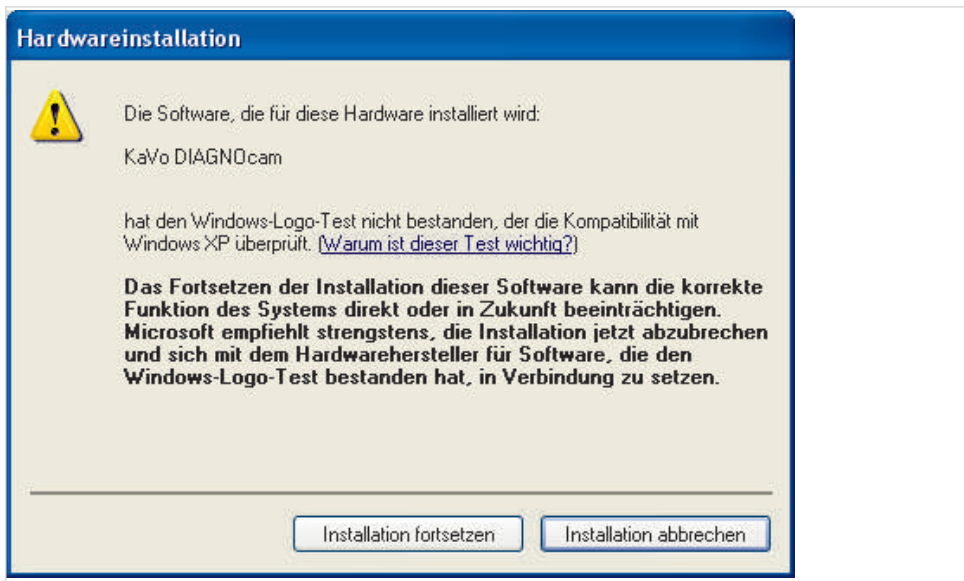 Hardwareinstallation
Die Software, die für diese Hardware installiert wird:
KaVo DIAGNOcam
hat den Windows-Logo-Test nicht bestanden, der die Kompatibilität mit
Windows XP überprüft. (Warum ist dieser Test wichtig?)
Das Fortsetzen der Installation dieser Software kann die korrekte
Funktion des Systems direkt oder in Zukunft beeinträchtigen.
Microsoft empfiehlt strengstens, die Installation jetzt abzubrechen
und sich mit dem Hardwarehersteller für Software, die den
Windows-Logo-Test bestanden hat, in Verbindung zu setzen.
Installation fortsetzen
Installation abbrechen